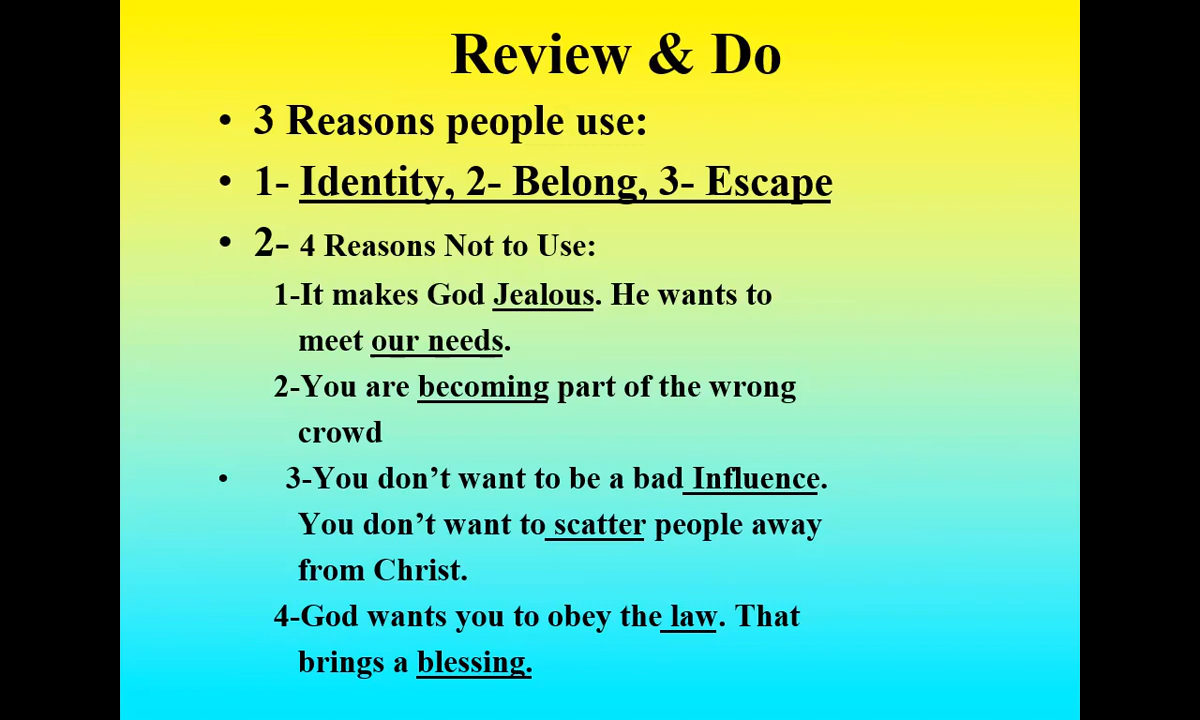 Review & Do
• 3 Reasons people use:
• 1- Identity, 2- Belong, 3- Escape
• 2- 4 Reasons Not to Use:
1-It makes God Jealous. He wants to
meet our needs.
2-You are becoming part of the wrong
crowd
• 3-You don’t want to be a bad Influence.
You don’t want to scatter people away
from Christ.
4-God wants you to obey the law. That
brings a blessing.